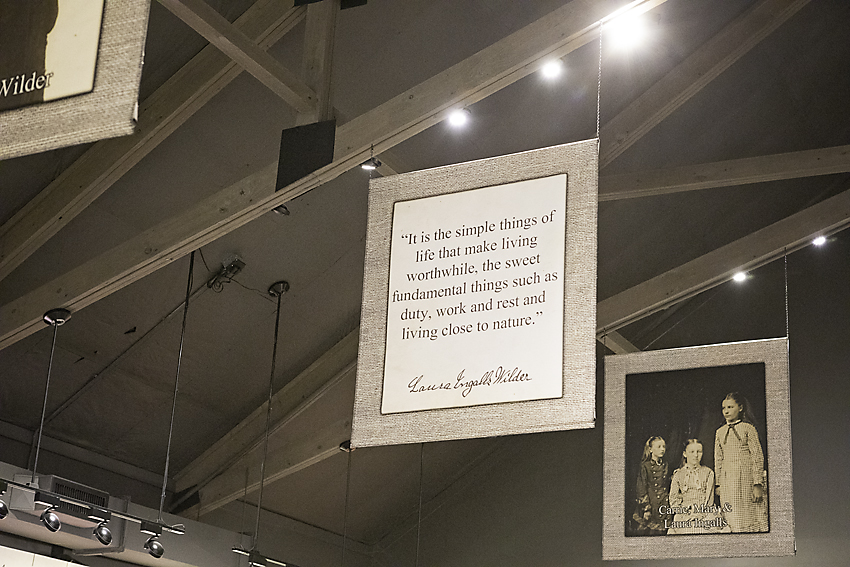 Wilder
“It is the simple things of
life that make living
worthwhile, the sweet
fundamental things such as
duty, work and rest and
living close to nature.”
Laura Ingalls Wilder
Carrie, Mary &
Laura Ingalls